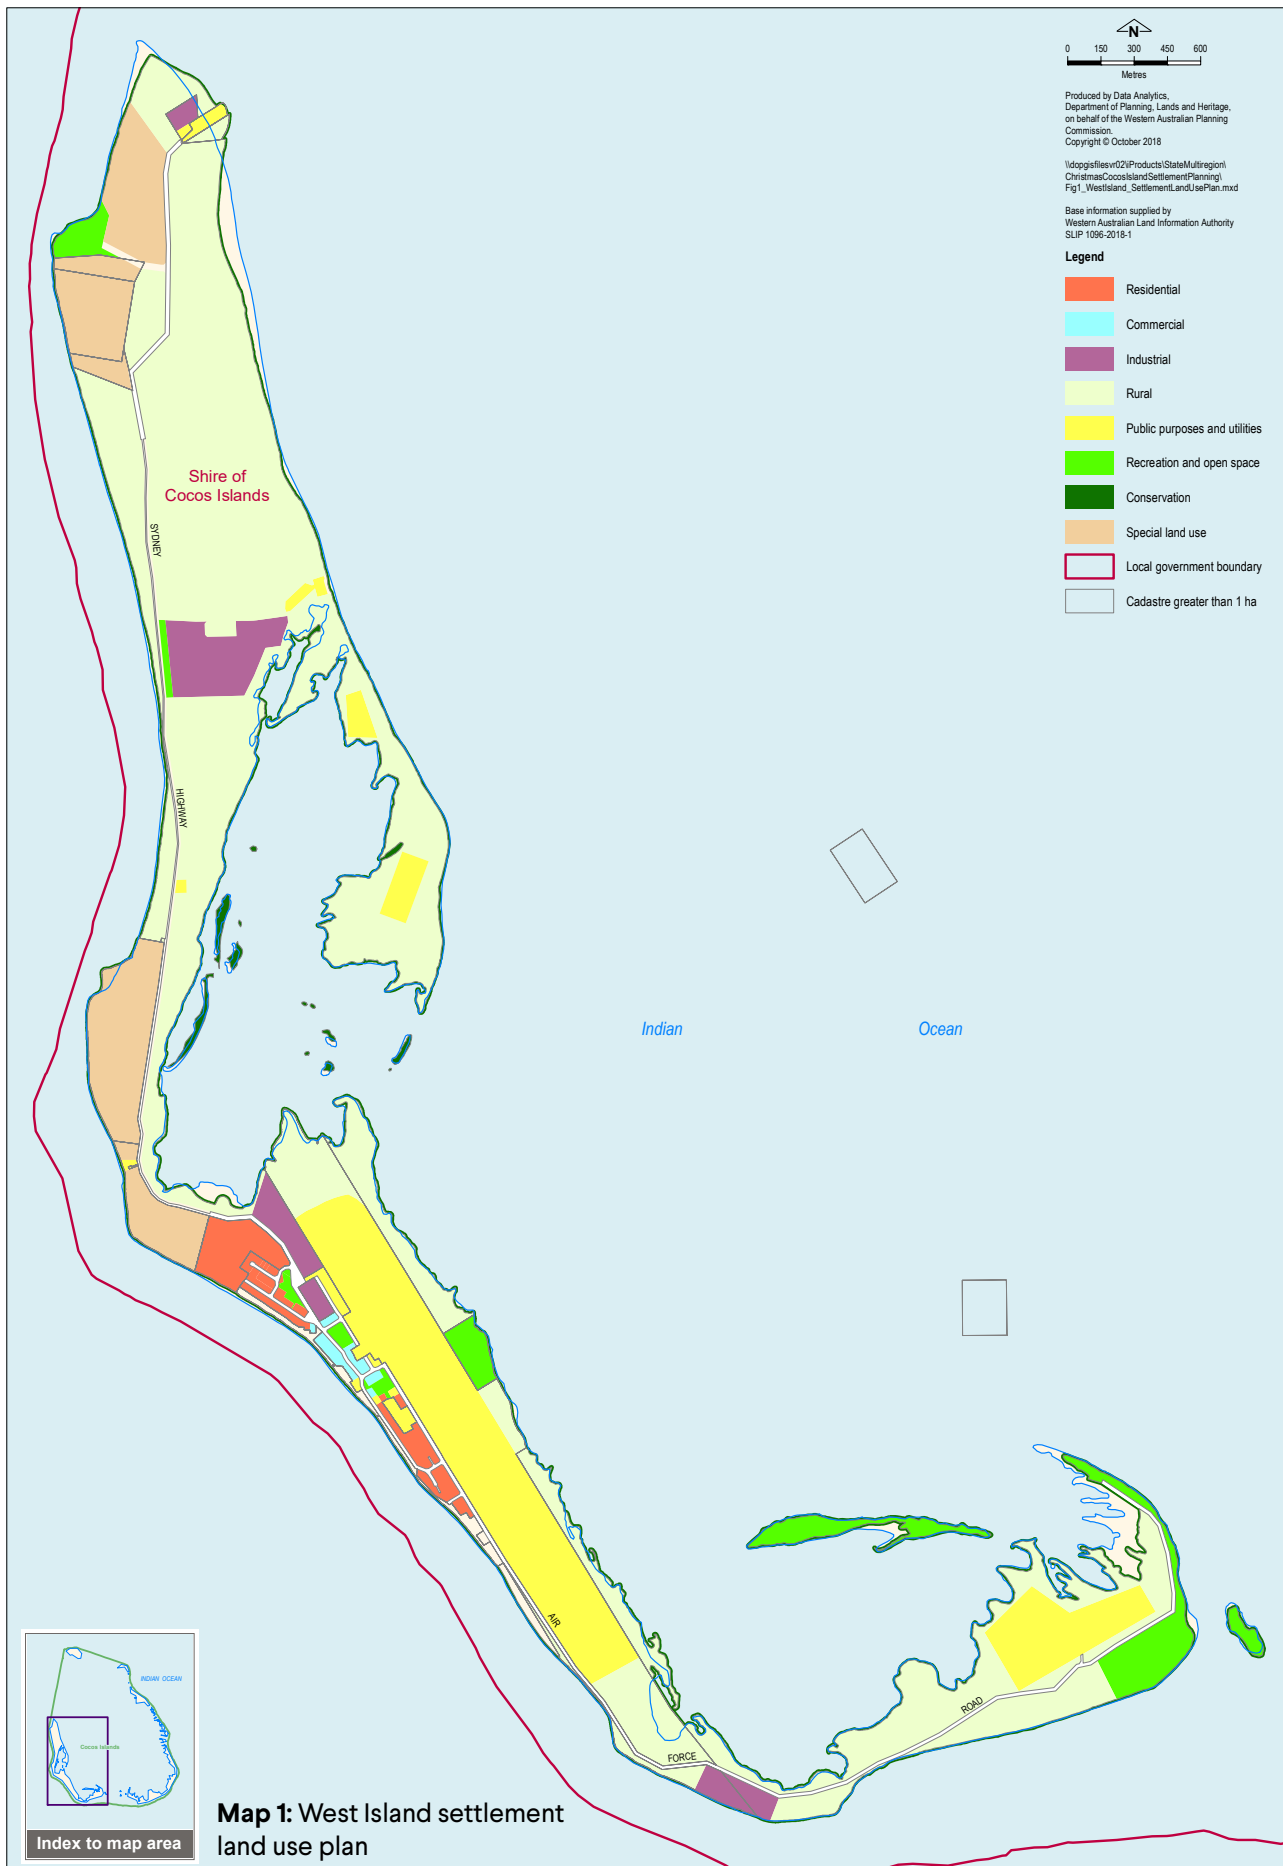 N
0 150 300 450 600
Metres
Produced by Data Analytics,
Department of Planning, Lands and Heritage,
on behalf of the Western Australian Planning
Commission.
Copyright © October 2018
\\dopgisfilesvr02\iProducts\StateMultiregion\
ChristmasCocosIslandSettlementPlanning\
Fig1_WestIsland_SettlementLandUsePlan.mxd
Base information supplied by
Western Australian Land Information Authority
SLIP 1096-2018-1
Legend
Residential
Commercial
Industrial
Rural
Public purposes and utilities
Recreation and open space
Conservation
Special land use
Local government boundary
Cadastre greater than 1 ha
Shire of
Cocos Islands
SYDNEY
HIGHWAY
Indian Ocean
AIR
FORCE
ROAD
INDIAN OCEAN
Cocos Islands
Index to map area
Map 1: West Island settlement
land use plan